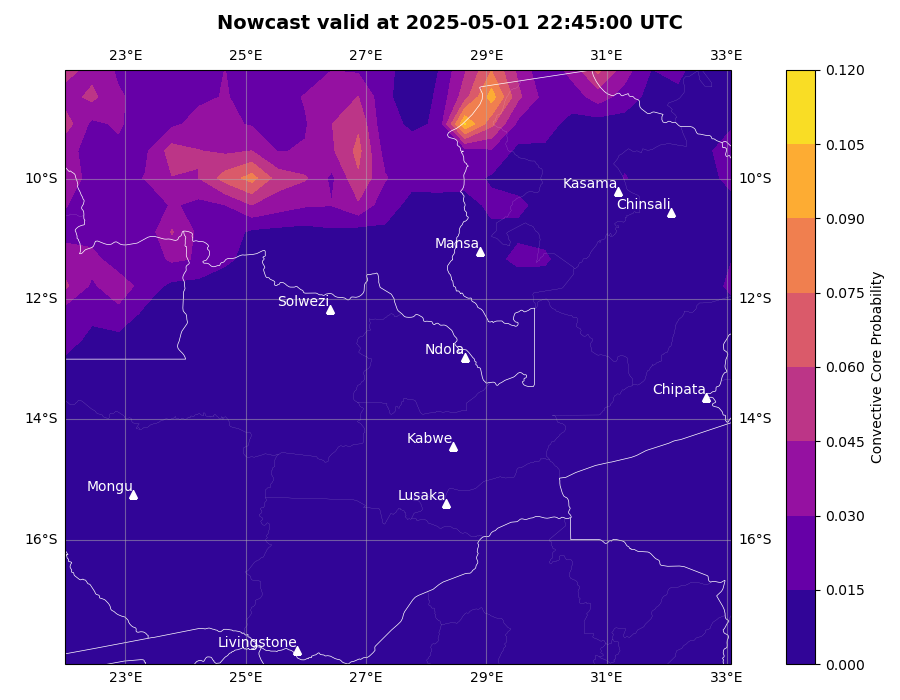 Nowcast valid at 2025-05-01 22:45:00 UTC
23°E 25°E 27°E 29°E 31°E 33°E
0.120
0.105
10°S 10°S
Kasama
Chinsali
0.090
Mansa
12°S 12°S
Solwezi
0.075
Ndola
0.060
Chipata
14°S 14°S
Kabwe
0.045
Mongu
Lusaka
0.030
16°S 16°S
0.015
Livingstone
0.000
23°E 25°E 27°E 29°E 31°E 33°E
Convective Core Probability